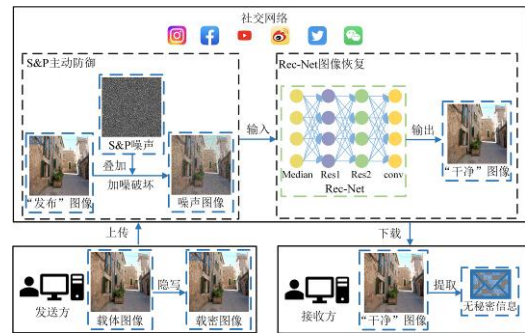 社交网络
S&P主动防御
S&P噪声
叠加
加噪破坏
“发布”图像
噪声图像
输入
Rec-Net图像恢复
Median Res1 Res2 conv
Rec-Net
输出
“干净”图像
上传
下载
发送方
载体图像
隐写
载密图像
接收方
“干净”图像
提取
无秘密信息